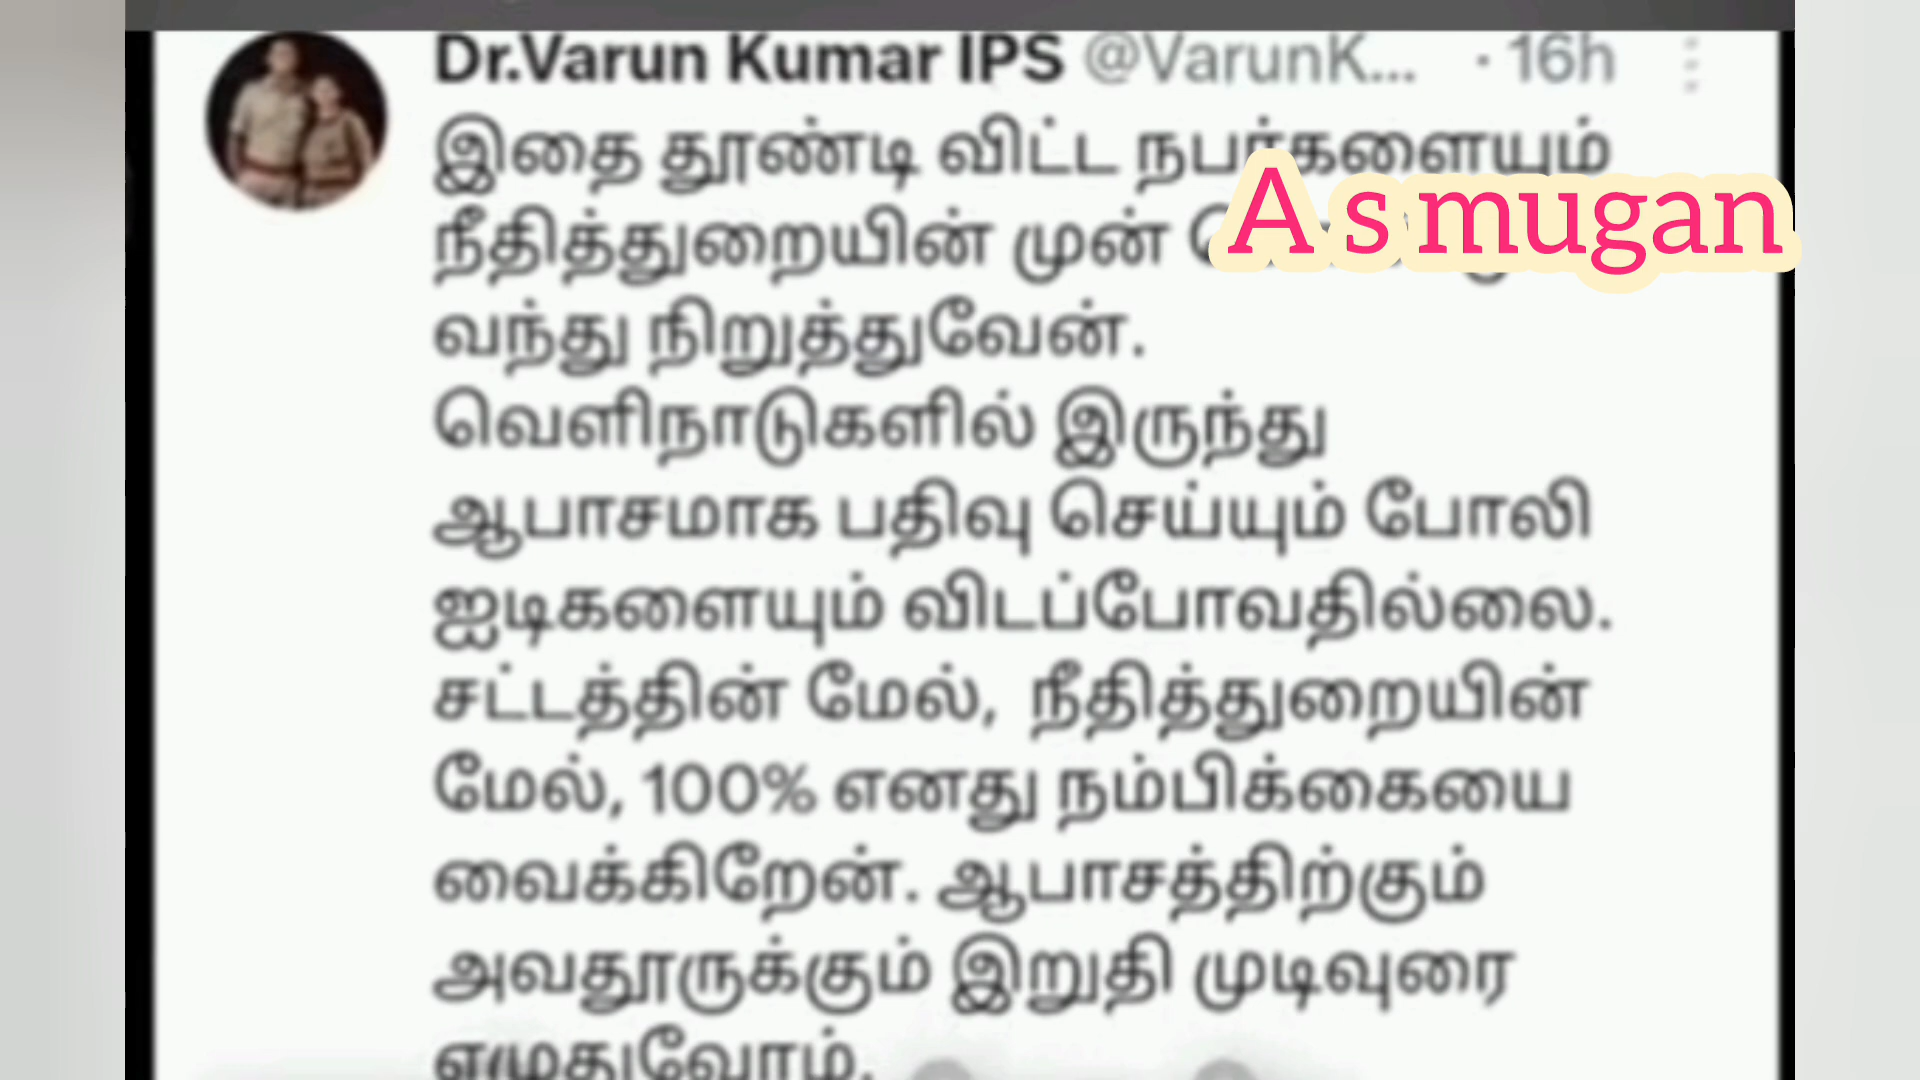 Dr.Varun Kumar IPS @VarunK... · 16h
இதை தூண்டி விட்ட நபர்களையும்
நீதித்துறையின் முன்
A s mugan
வந்து நிறுத்துவேன்.
வெளிநாடுகளில் இருந்து
ஆபாசமாக பதிவு செய்யும் போலி
ஐடிகளையும் விடப்போவதில்லை.
சட்டத்தின் மேல், நீதித்துறையின்
மேல், 100% எனது நம்பிக்கையை
வைக்கிறேன். ஆபாசத்திற்கும்
அவதூருக்கும் இறுதி முடிவுரை
எழுதுவோம்.